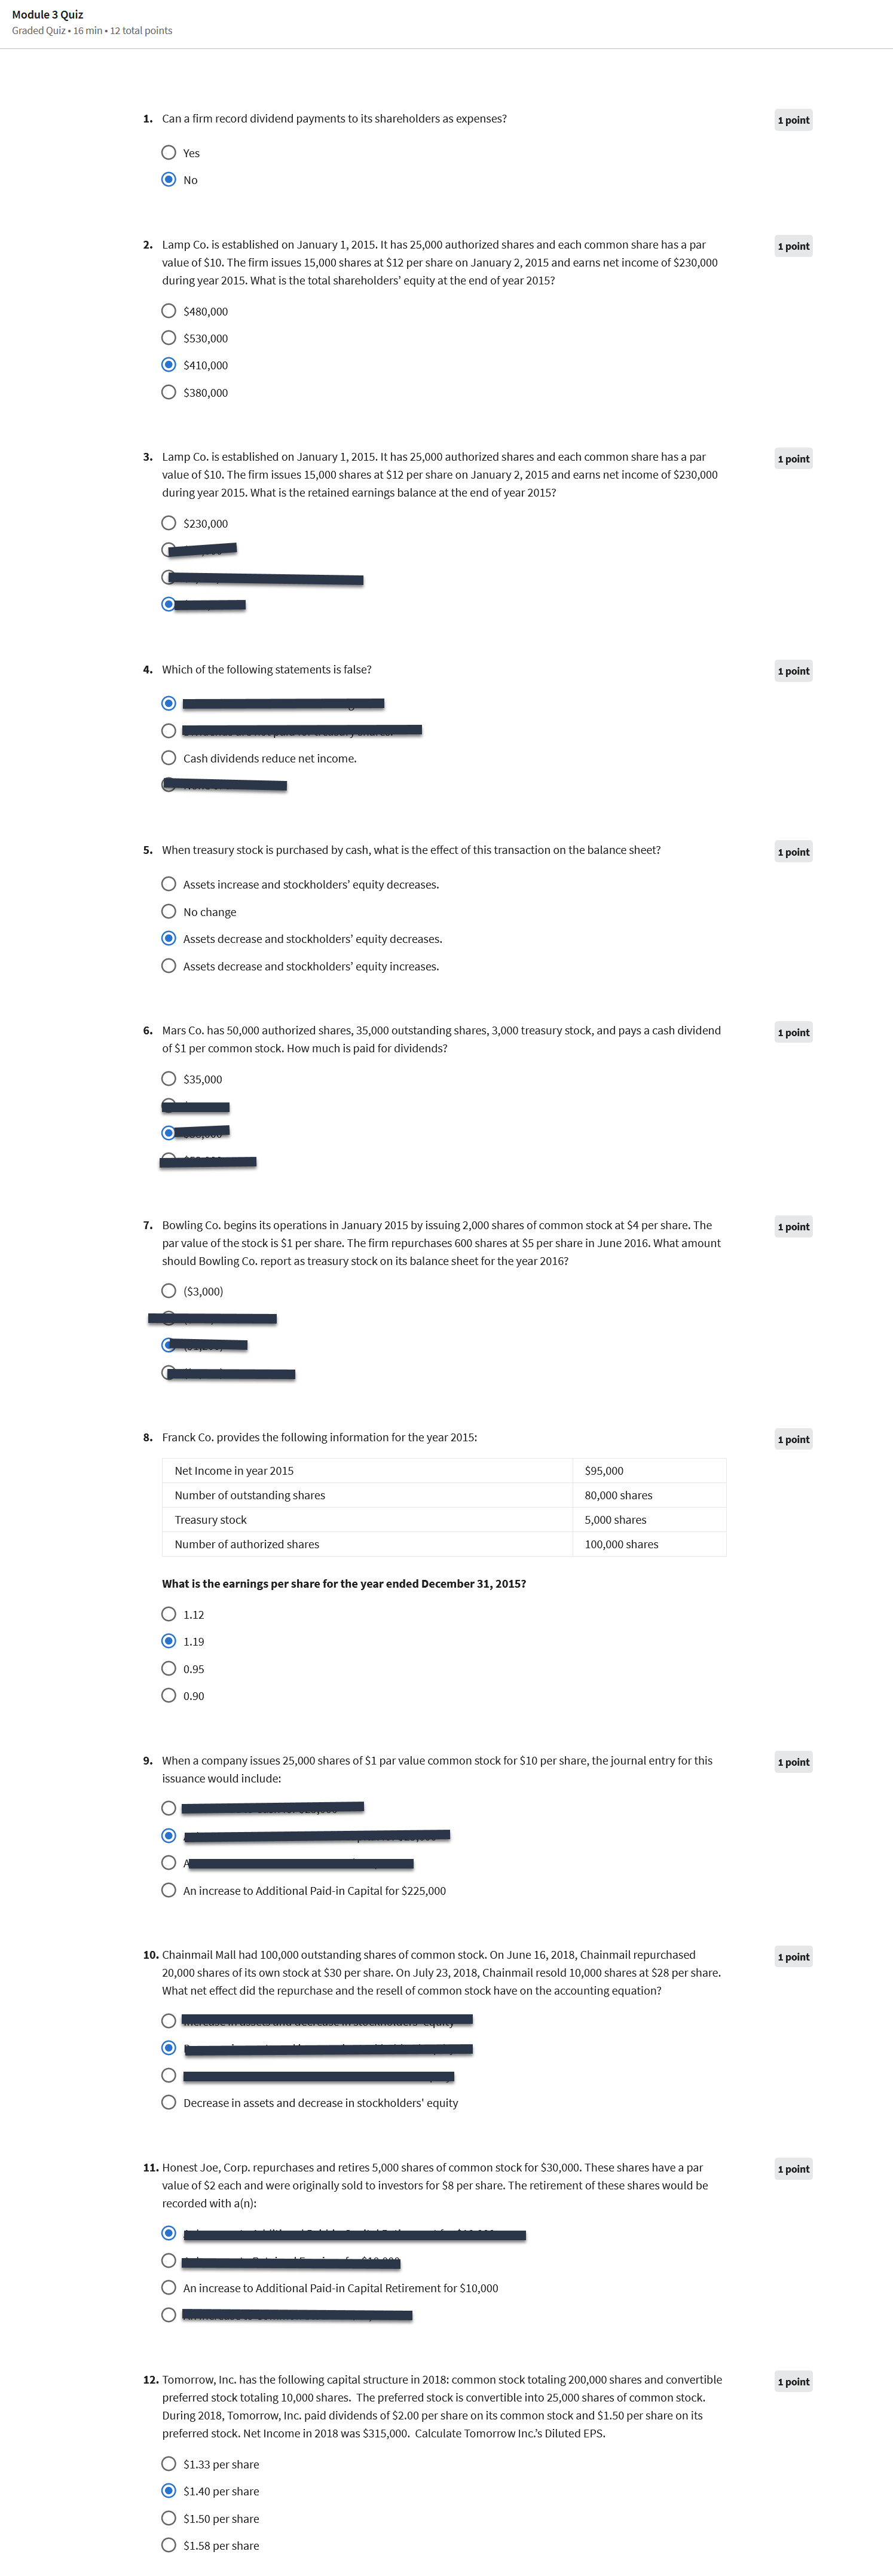 Module 3 Quiz
Graded Quiz • 16 min • 12 total points
1. Can a firm record dividend payments to its shareholders as expenses?
1 point
Yes
No
2. Lamp Co. is established on January 1, 2015. It has 25,000 authorized shares and each common share has a par
value of $10. The firm issues 15,000 shares at $12 per share on January 2, 2015 and earns net income of $230,000
during year 2015. What is the total shareholders' equity at the end of year 2015?
1 point
$480,000
$530,000
$410,000
$380,000
3. Lamp Co. is established on January 1, 2015. It has 25,000 authorized shares and each common share has a par
value of $10. The firm issues 15,000 shares at $12 per share on January 2, 2015 and earns net income of $230,000
during year 2015. What is the retained earnings balance at the end of year 2015?
1 point
$230,000
4. Which of the following statements is false?
1 point
Cash dividends reduce net income.
5. When treasury stock is purchased by cash, what is the effect of this transaction on the balance sheet?
1 point
Assets increase and stockholders' equity decreases.
No change
Assets decrease and stockholders' equity decreases.
Assets decrease and stockholders' equity increases.
6. Mars Co. has 50,000 authorized shares, 35,000 outstanding shares, 3,000 treasury stock, and pays a cash dividend
of $1 per common stock. How much is paid for dividends?
1 point
$35,000
7. Bowling Co. begins its operations in January 2015 by issuing 2,000 shares of common stock at $4 per share. The
par value of the stock is $1 per share. The firm repurchases 600 shares at $5 per share in June 2016. What amount
should Bowling Co. report as treasury stock on its balance sheet for the year 2016?
1 point
($3,000)
8. Franck Co. provides the following information for the year 2015:
1 point
Net Income in year 2015 $95,000
Number of outstanding shares 80,000 shares
Treasury stock 5,000 shares
Number of authorized shares 100,000 shares
What is the earnings per share for the year ended December 31, 2015?
1.12
1.19
0.95
0.90
9. When a company issues 25,000 shares of $1 par value common stock for $10 per share, the journal entry for this
issuance would include:
1 point
An increase to Additional Paid-in Capital for $225,000
10. Chainmail Mall had 100,000 outstanding shares of common stock. On June 16, 2018, Chainmail repurchased
20,000 shares of its own stock at $30 per share. On July 23, 2018, Chainmail resold 10,000 shares at $28 per share.
What net effect did the repurchase and the resell of common stock have on the accounting equation?
1 point
Decrease in assets and decrease in stockholders' equity
11. Honest Joe, Corp. repurchases and retires 5,000 shares of common stock for $30,000. These shares have a par
value of $2 each and were originally sold to investors for $8 per share. The retirement of these shares would be
recorded with a(n):
1 point
An increase to Additional Paid-in Capital Retirement for $10,000
12. Tomorrow, Inc. has the following capital structure in 2018: common stock totaling 200,000 shares and convertible
preferred stock totaling 10,000 shares. The preferred stock is convertible into 25,000 shares of common stock.
During 2018, Tomorrow, Inc. paid dividends of $2.00 per share on its common stock and $1.50 per share on its
preferred stock. Net Income in 2018 was $315,000. Calculate Tomorrow Inc.'s Diluted EPS.
1 point
$1.33 per share
$1.40 per share
$1.50 per share
$1.58 per share